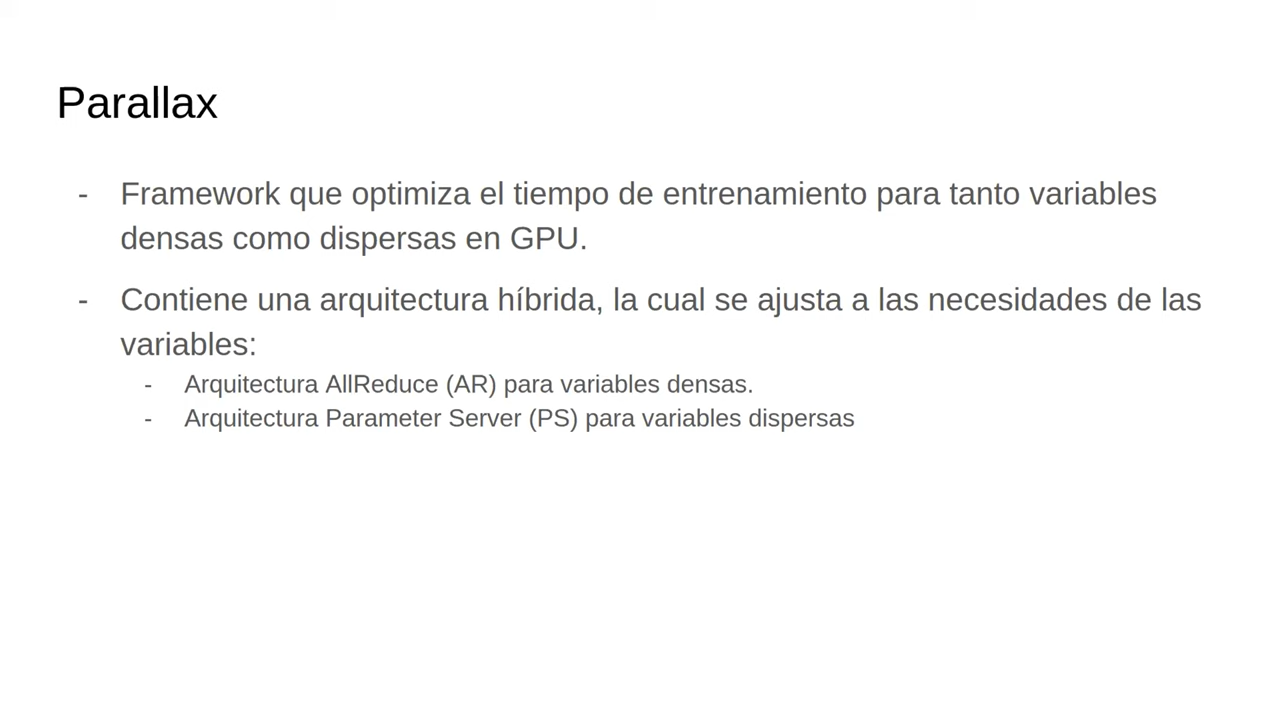 Parallax
- Framework que optimiza el tiempo de entrenamiento para tanto variables
densas como dispersas en GPU.
- Contiene una arquitectura híbrida, la cual se ajusta a las necesidades de las
variables:
- Arquitectura AllReduce (AR) para variables densas.
- Arquitectura Parameter Server (PS) para variables dispersas